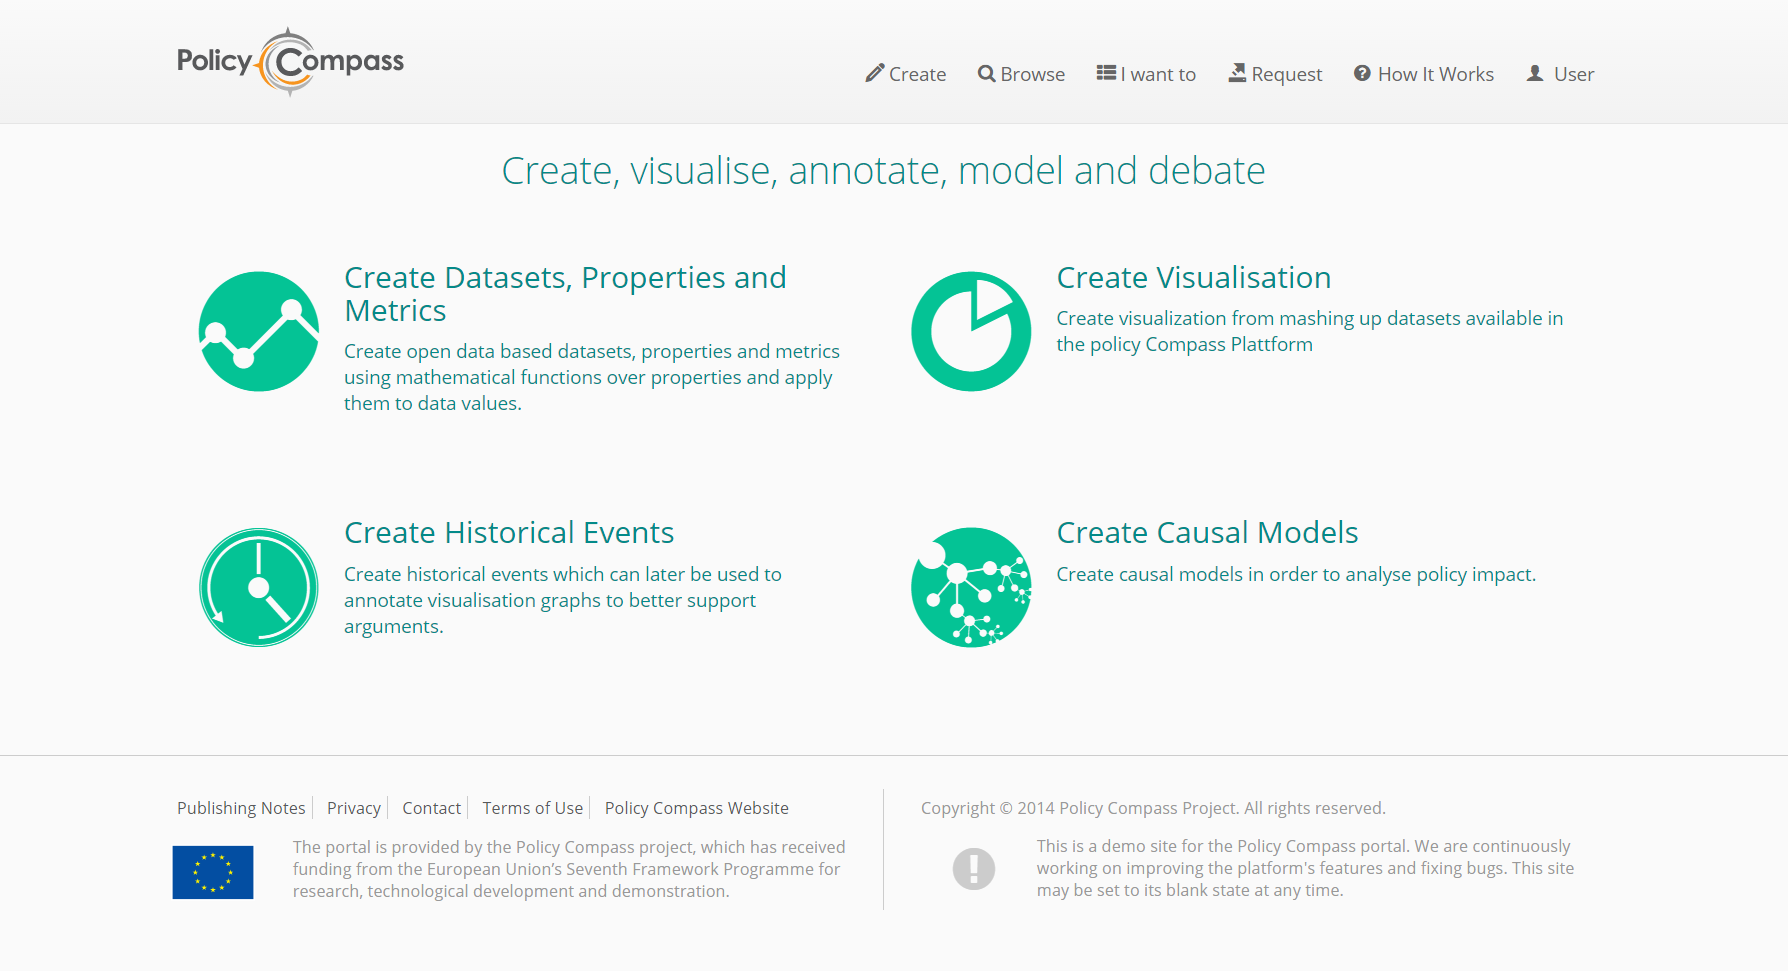 Policy Compass
Create
Browse
I want to
Request
How It Works
User
Create, visualise, annotate, model and debate
Create Datasets, Properties and
Metrics
Create open data based datasets, properties and metrics
using mathematical functions over properties and apply
them to data values.
Create Visualisation
Create visualization from mashing up datasets available in
the policy Compass Plattform
Create Historical Events
Create historical events which can later be used to
annotate visualisation graphs to better support
arguments.
Create Causal Models
Create causal models in order to analyse policy impact.
Publishing Notes
Privacy
Contact
Terms of Use
Policy Compass Website
The portal is provided by the Policy Compass project, which has received
funding from the European Union’s Seventh Framework Programme for
research, technological development and demonstration.
Copyright © 2014 Policy Compass Project. All rights reserved.
This is a demo site for the Policy Compass portal. We are continuously
working on improving the platform's features and fixing bugs. This site
may be set to its blank state at any time.